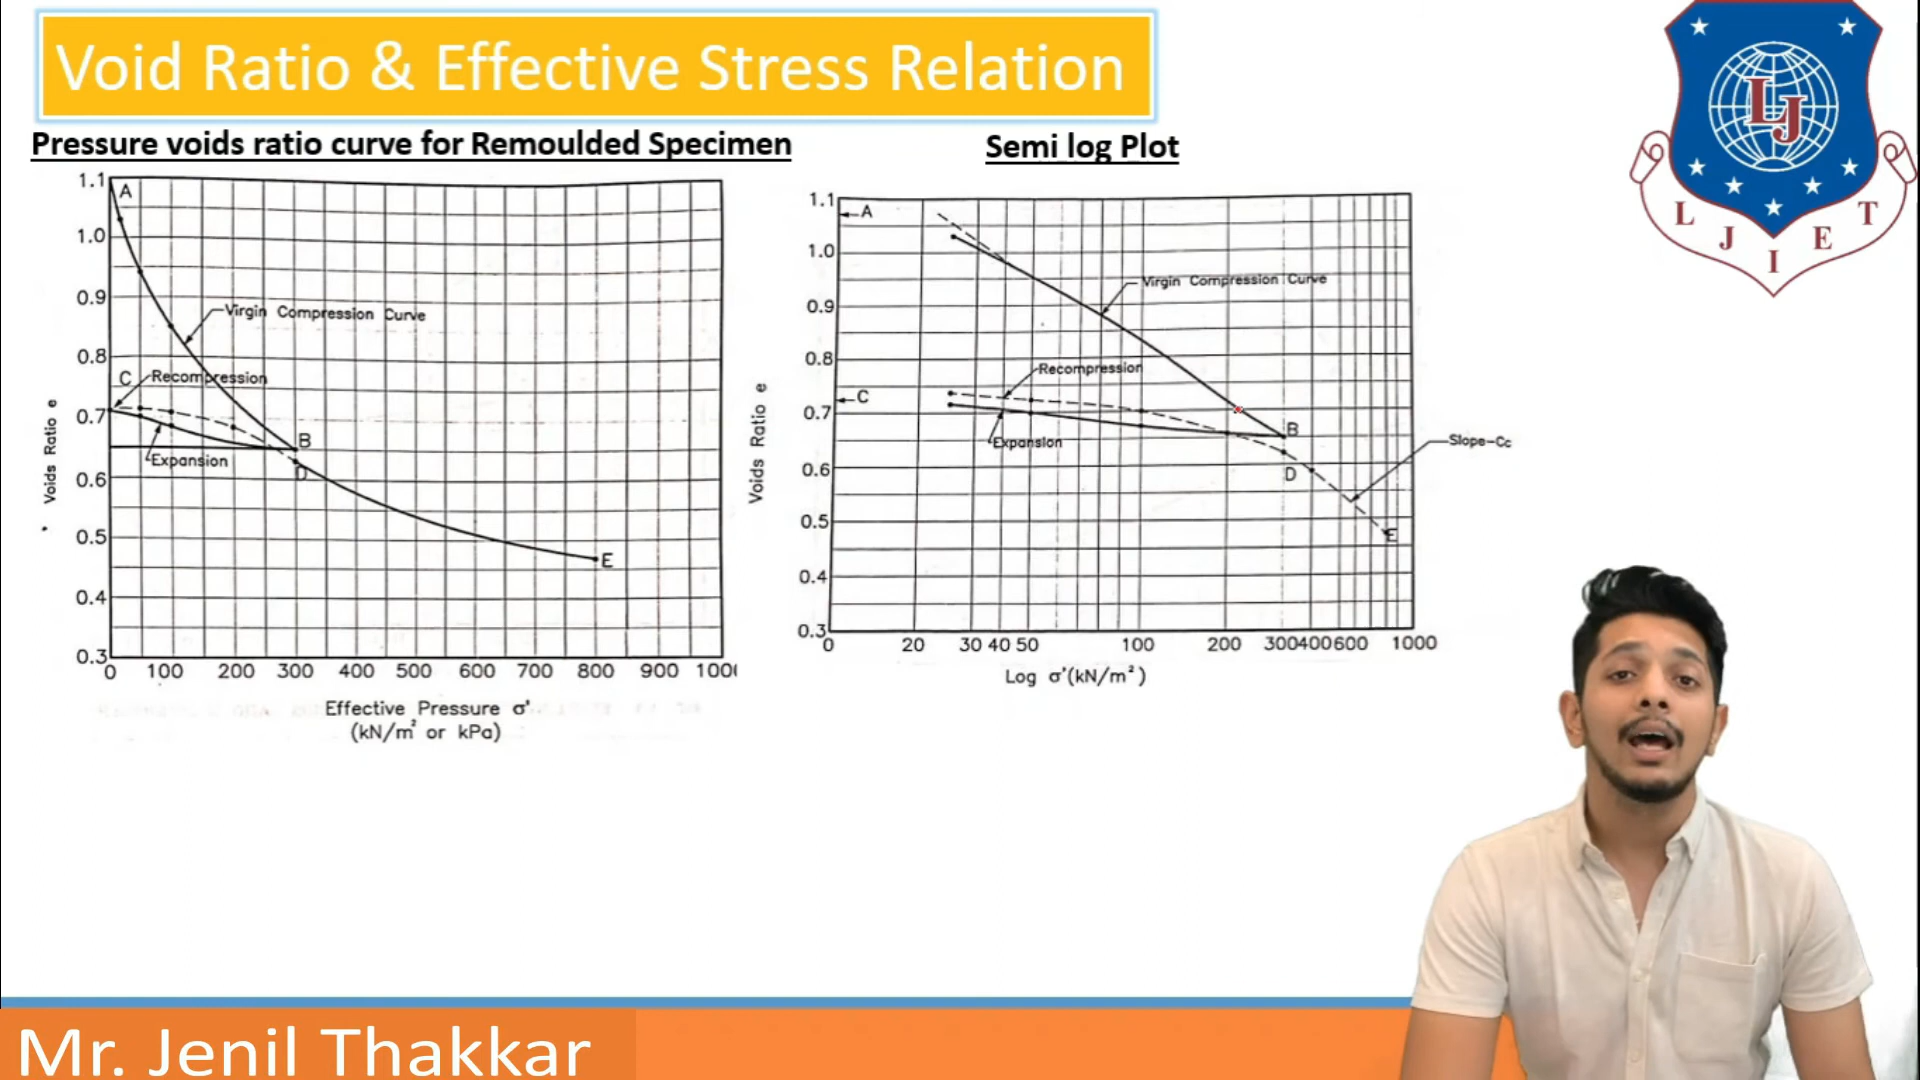 Void Ratio & Effective Stress Relation
Pressure voids ratio curve for Remoulded Specimen
1.1
1.0
0.9
0.8
0.7
0.6
0.5
0.4
0.3
A
Virgin Compression Curve
C
Recompression
B
Expansion
D
E
Voids Ratio e
0 100 200 300 400 500 600 700 800 900 1000
Effective Pressure σ'
(kN/m² or kPa)
Semi log Plot
1.1
1.0
0.9
0.8
0.7
0.6
0.5
0.4
0.3
A
Virgin Compression Curve
Recompression
C
B
Expansion
Slope-Cc
D
E
Voids Ratio e
0 20 30 40 50 100 200 300 400 600 1000
Log σ'(kN/m²)
LJ
L J I E T
Mr. Jenil Thakkar